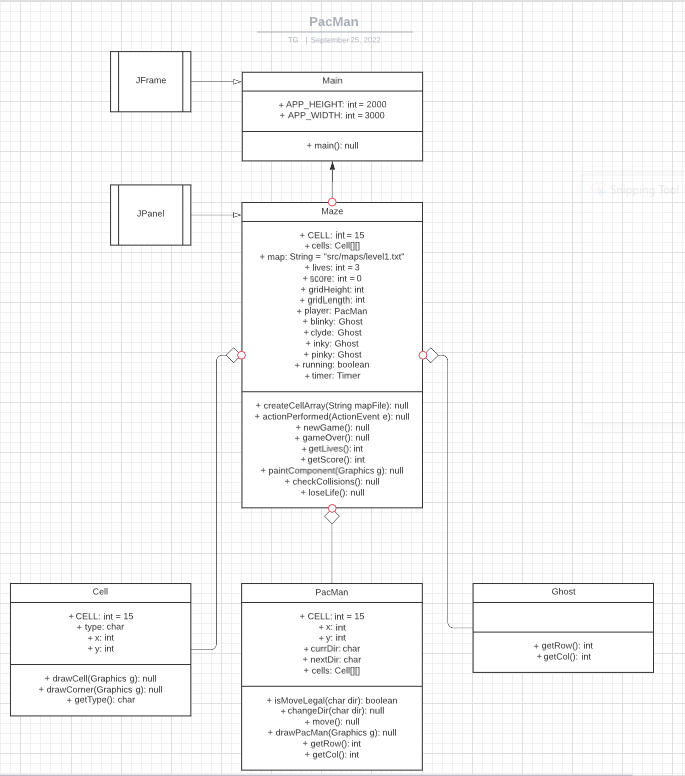 PacMan
TG | September 25, 2022
JFrame
Main
+ APP_HEIGHT: int = 2000
+ APP_WIDTH: int = 3000
+ main(): null
JPanel
Maze
+ CELL: int = 15
+ cells: Cell[][]
+ map: String = "src/maps/level1.txt"
+ lives: int = 3
+ score: int = 0
+ gridHeight: int
+ gridLength: int
+ player: PacMan
+ blinky: Ghost
+ clyde: Ghost
+ inky: Ghost
+ pinky: Ghost
+ running: boolean
+ timer: Timer
+ createCellArray(String mapFile): null
+ actionPerformed(ActionEvent e): null
+ newGame(): null
+ gameOver(): null
+ getLives(): int
+ getScore(): int
+ paintComponent(Graphics g): null
+ checkCollisions(): null
+ loseLife(): null
Snipping Tool
Cell
+ CELL: int = 15
+ type: char
+ x: int
+ y: int
+ drawCell(Graphics g): null
+ drawCorner(Graphics g): null
+ getType(): char
PacMan
+ CELL: int = 15
+ x: int
+ y: int
+ currDir: char
+ nextDir: char
+ cells: Cell[][]
+ isMoveLegal(char dir): boolean
+ changeDir(char dir): null
+ move(): null
+ drawPacMan(Graphics g): null
+ getRow(): int
+ getCol(): int
Ghost
+ getRow(): int
+ getCol(): int